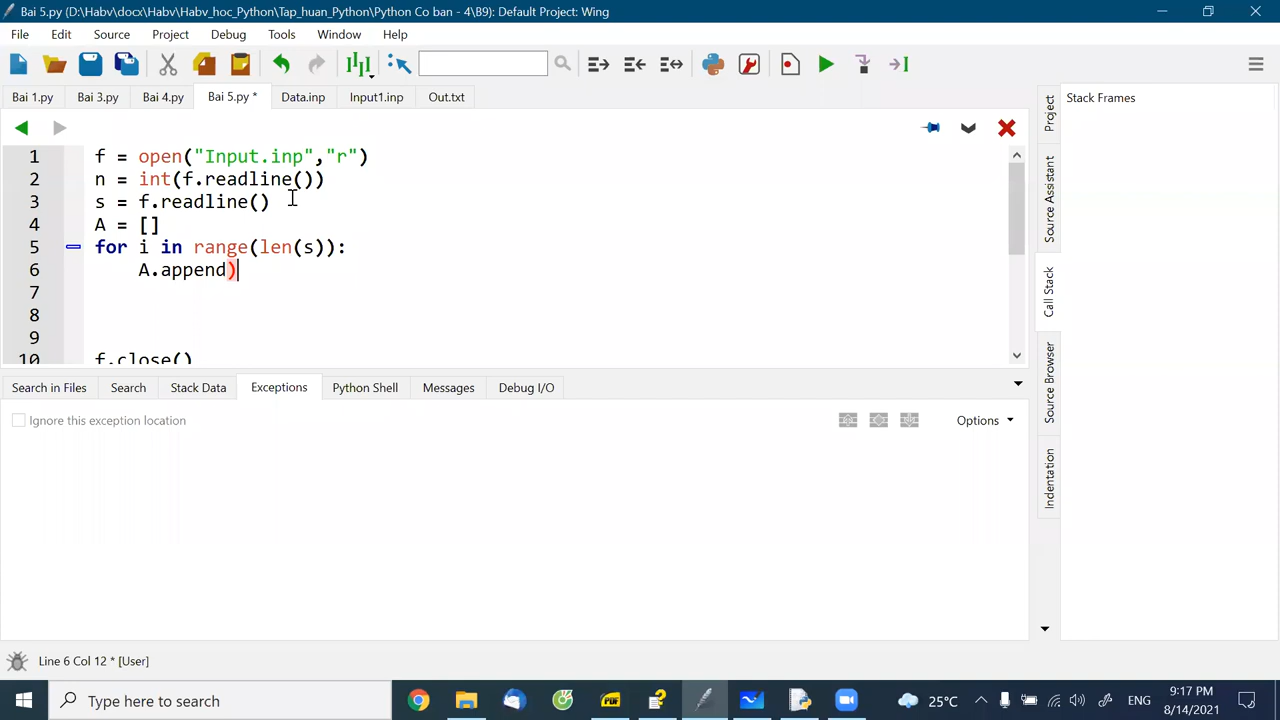 Bai 5.py (D:\Habv\docx\Habv\Habv_hoc_Python\Tap_huan_Python\Python Co ban - 4\B9): Default Project: Wing
File Edit Source Project Debug Tools Window Help
Bai 1.py Bai 3.py Bai 4.py Bai 5.py * Data.inp Input1.inp Out.txt
1 f = open("Input.inp","r")
2 n = int(f.readline())
3 s = f.readline()
4 A = []
5 for i in range(len(s)):
6 A.append)
7
8
9
10 f.close()
Stack Frames
Project
Source Assistant
Call Stack
Source Browser
Indentation
Search in Files Search Stack Data Exceptions Python Shell Messages Debug I/O
Ignore this exception location Options
Line 6 Col 12 * [User]
Type here to search
PDF
25°C ENG 9:17 PM
8/14/2021